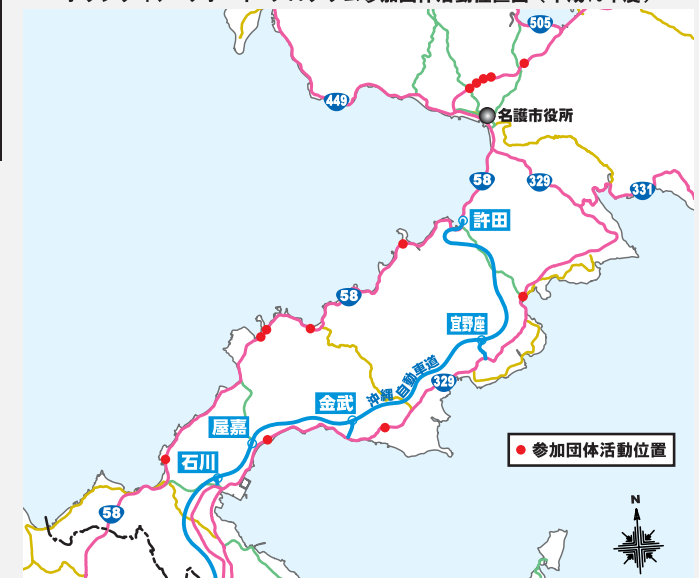 505
449
名護市役所
58
329
331
許田
58
宜野座
沖縄自動車道
329
金武
屋嘉
参加団体活動位置
石川
58
N